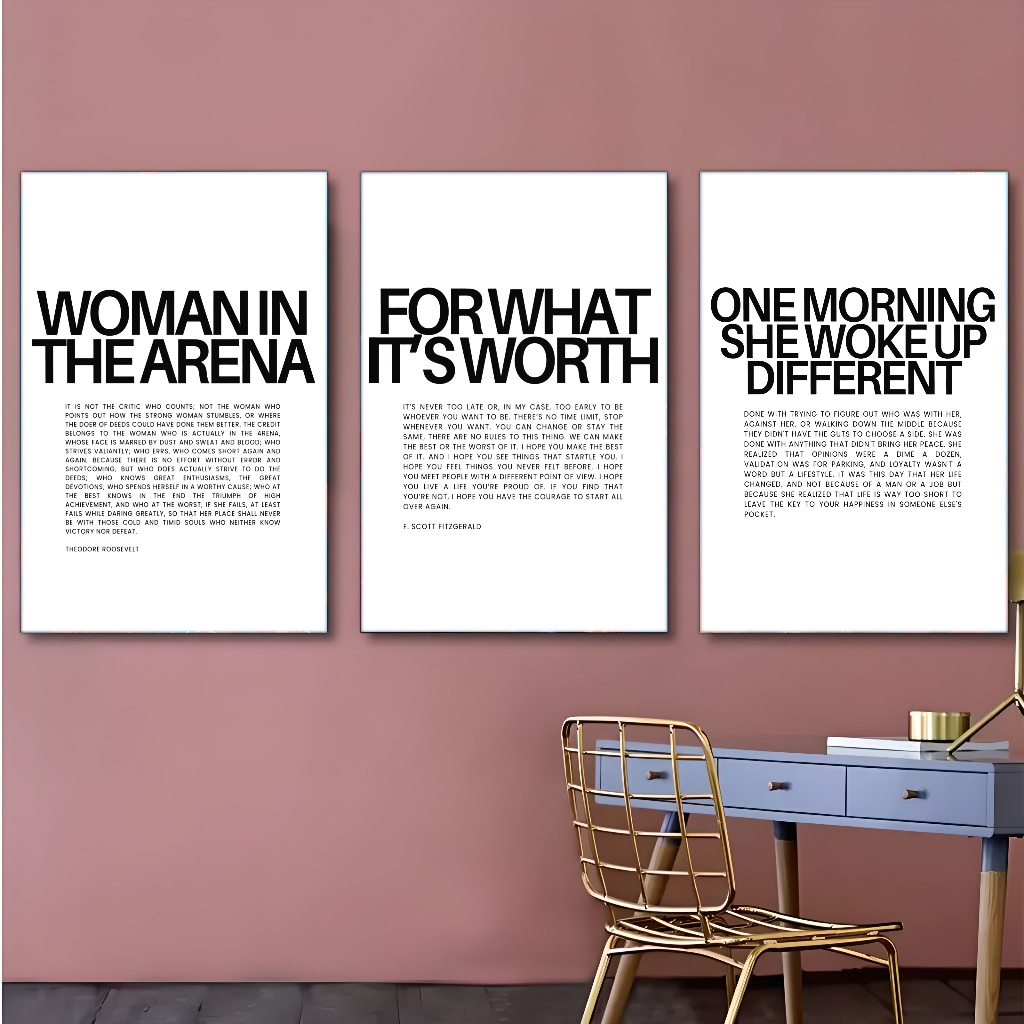 WOMAN IN
THE ARENA
IT IS NOT THE CRITIC WHO COUNTS; NOT THE WOMAN WHO
POINTS OUT HOW THE STRONG WOMAN STUMBLES, OR WHERE
THE DOER OF DEEDS COULD HAVE DONE THEM BETTER. THE CREDIT
BELONGS TO THE WOMAN WHO IS ACTUALLY IN THE ARENA,
WHOSE FACE IS MARRED BY DUST AND SWEAT AND BLOOD; WHO
STRIVES VALIANTLY; WHO ERRS, WHO COMES SHORT AGAIN AND
AGAIN, BECAUSE THERE IS NO EFFORT WITHOUT ERROR AND
SHORTCOMING; BUT WHO DOES ACTUALLY STRIVE TO DO THE
DEEDS; WHO KNOWS GREAT ENTHUSIASMS, THE GREAT
DEVOTIONS; WHO SPENDS HERSELF IN A WORTHY CAUSE; WHO AT
THE BEST KNOWS IN THE END THE TRIUMPH OF HIGH
ACHIEVEMENT, AND WHO AT THE WORST, IF SHE FAILS, AT LEAST
FAILS WHILE DARING GREATLY, SO THAT HER PLACE SHALL NEVER
BE WITH THOSE COLD AND TIMID SOULS WHO NEITHER KNOW
VICTORY NOR DEFEAT.
THEODORE ROOSEVELT
FOR WHAT
IT'S WORTH
IT'S NEVER TOO LATE OR, IN MY CASE, TOO EARLY TO BE
WHOEVER YOU WANT TO BE. THERE'S NO TIME LIMIT, STOP
WHENEVER YOU WANT. YOU CAN CHANGE OR STAY THE
SAME. THERE ARE NO RULES TO THIS THING. WE CAN MAKE
THE BEST OR THE WORST OF IT. I HOPE YOU MAKE THE BEST
OF IT. AND I HOPE YOU SEE THINGS THAT STARTLE YOU. I
HOPE YOU FEEL THINGS YOU NEVER FELT BEFORE. I HOPE
YOU MEET PEOPLE WITH A DIFFERENT POINT OF VIEW. I HOPE
YOU LIVE A LIFE YOU'RE PROUD OF. IF YOU FIND THAT
YOU'RE NOT, I HOPE YOU HAVE THE COURAGE TO START ALL
OVER AGAIN.
F. SCOTT FITZGERALD
ONE MORNING
SHE WOKE UP
DIFFERENT
DONE WITH TRYING TO FIGURE OUT WHO WAS WITH HER,
AGAINST HER, OR WALKING DOWN THE MIDDLE BECAUSE
THEY DIDN'T HAVE THE GUTS TO CHOOSE A SIDE. SHE WAS
DONE WITH ANYTHING THAT DIDN'T BRING HER PEACE. SHE
REALIZED THAT OPINIONS WERE A DIME A DOZEN,
VALIDATION WAS FOR PARKING, AND LOYALTY WASN'T A
WORD BUT A LIFESTYLE. IT WAS THIS DAY THAT HER LIFE
CHANGED. AND NOT BECAUSE OF A MAN OR A JOB BUT
BECAUSE SHE REALIZED THAT LIFE IS WAY TOO SHORT TO
LEAVE THE KEY TO YOUR HAPPINESS IN SOMEONE ELSE'S
POCKET.